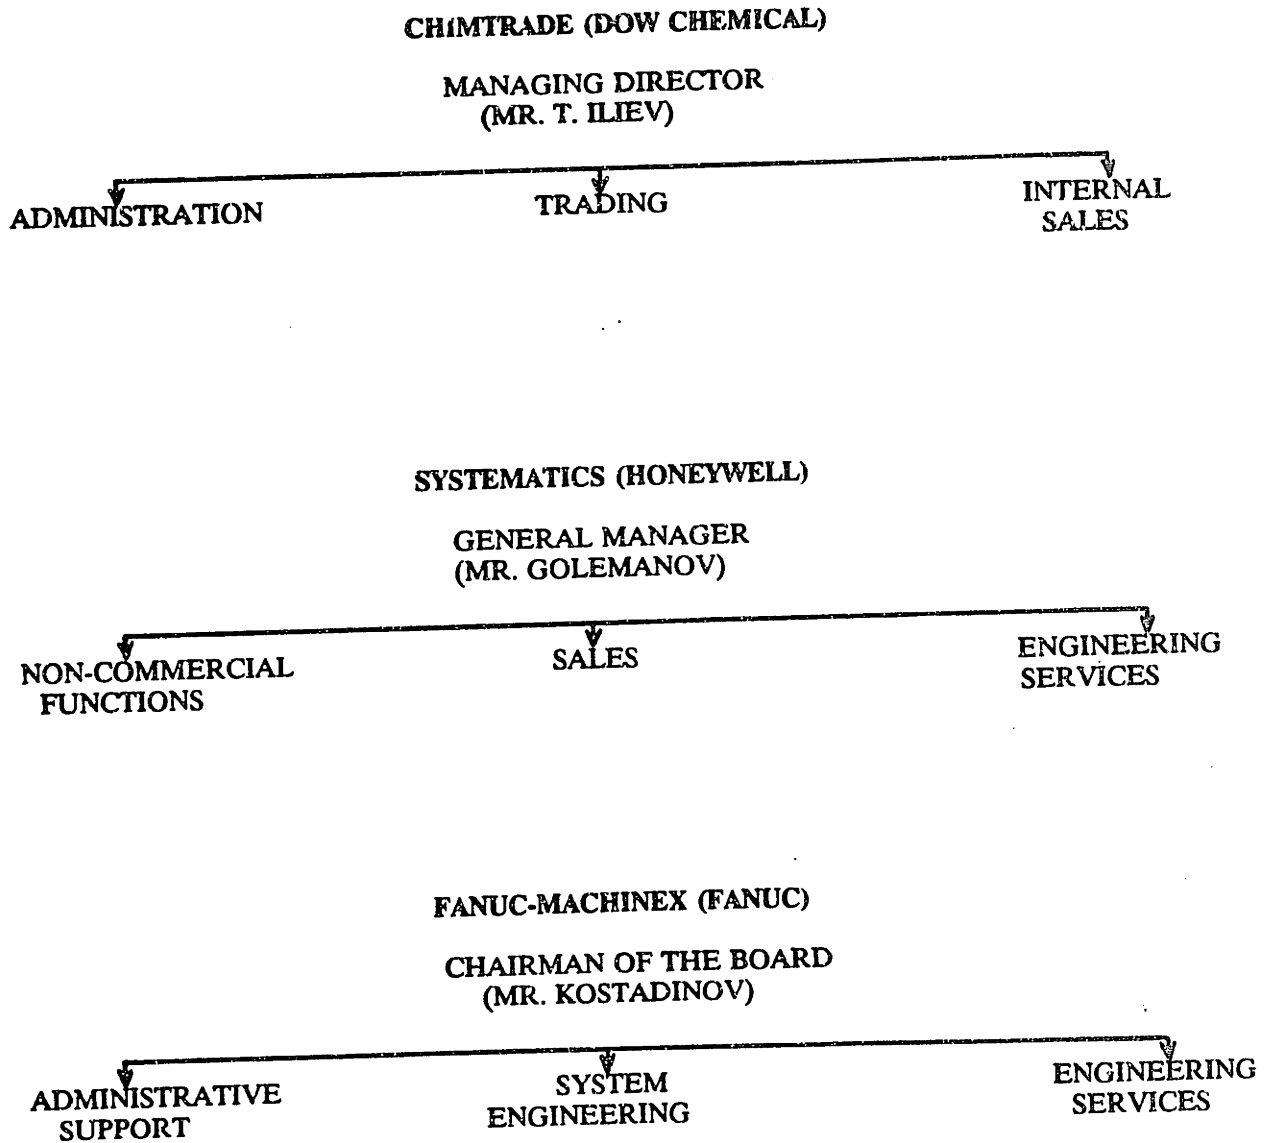 CHIMTRADE (DOW CHEMICAL)
MANAGING DIRECTOR
(MR. T. ILIEV)
ADMINISTRATION
TRADING
INTERNAL
SALES
SYSTEMATICS (HONEYWELL)
GENERAL MANAGER
(MR. GOLEMANOV)
NON-COMMERCIAL
FUNCTIONS
SALES
ENGINEERING
SERVICES
FANUC-MACHINEX (FANUC)
CHAIRMAN OF THE BOARD
(MR. KOSTADINOV)
ADMINISTRATIVE
SUPPORT
SYSTEM
ENGINEERING
ENGINEERING
SERVICES